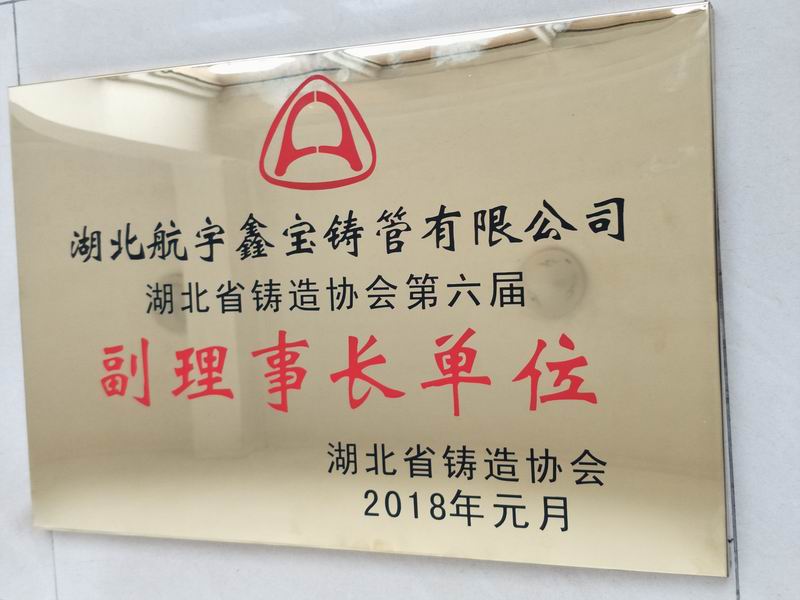 湖北航宇鑫宝铸管有限公司
湖北省铸造协会第六届
副理事长单位
湖北省铸造协会
2018年元月